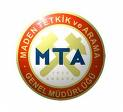 MADEN TETKİK ve ARAMA
MTA
GENEL MÜDÜRLÜĞÜ